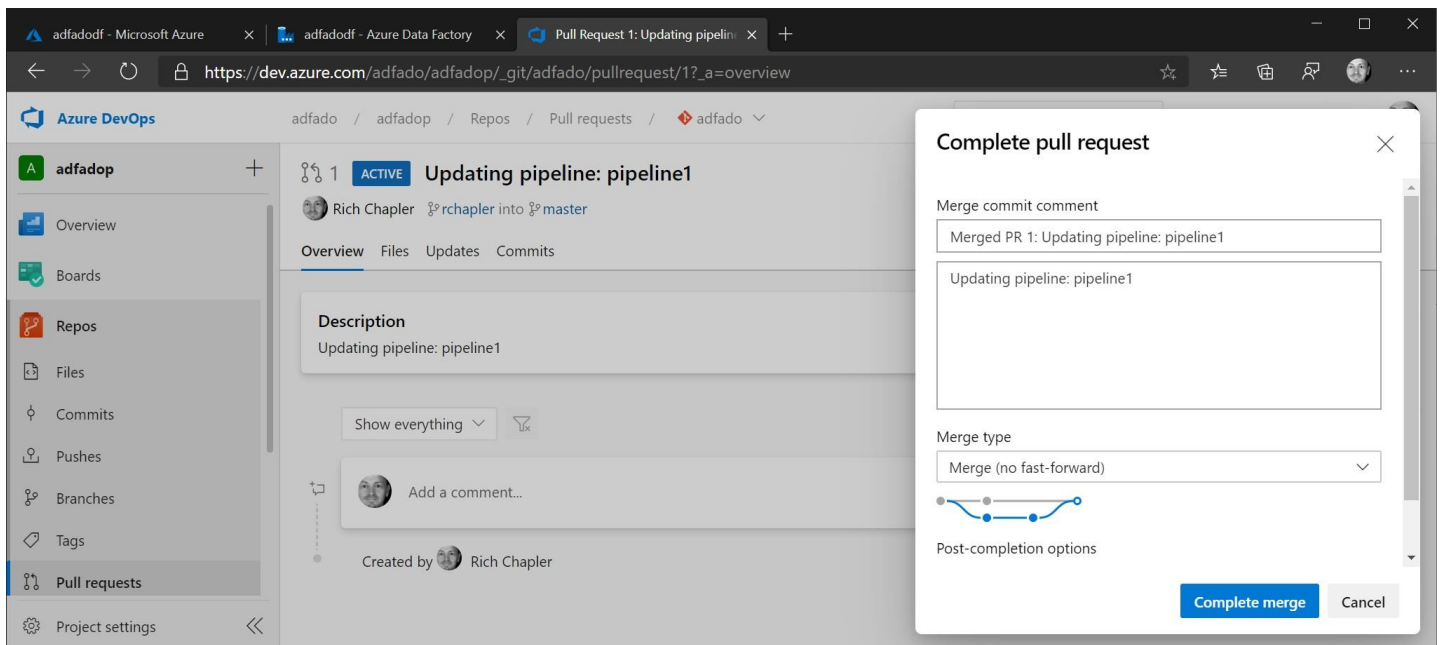 adfadodf - Microsoft Azure
adfadodf - Azure Data Factory
Pull Request 1: Updating pipelin
https://dev.azure.com/adfado/adfadop/_git/adfado/pullrequest/1?_a=overview
Azure DevOps
adfado / adfadop / Repos / Pull requests / adfado
A adfadop
Overview
Boards
Repos
Files
Commits
Pushes
Branches
Tags
Pull requests
Project settings
1 ACTIVE Updating pipeline: pipeline1
Rich Chapler rchapler into master
Overview Files Updates Commits
Description
Updating pipeline: pipeline1
Show everything
Add a comment...
Created by Rich Chapler
Complete pull request
Merge commit comment
Merged PR 1: Updating pipeline: pipeline1
Updating pipeline: pipeline1
Merge type
Merge (no fast-forward)
Post-completion options
Complete merge Cancel